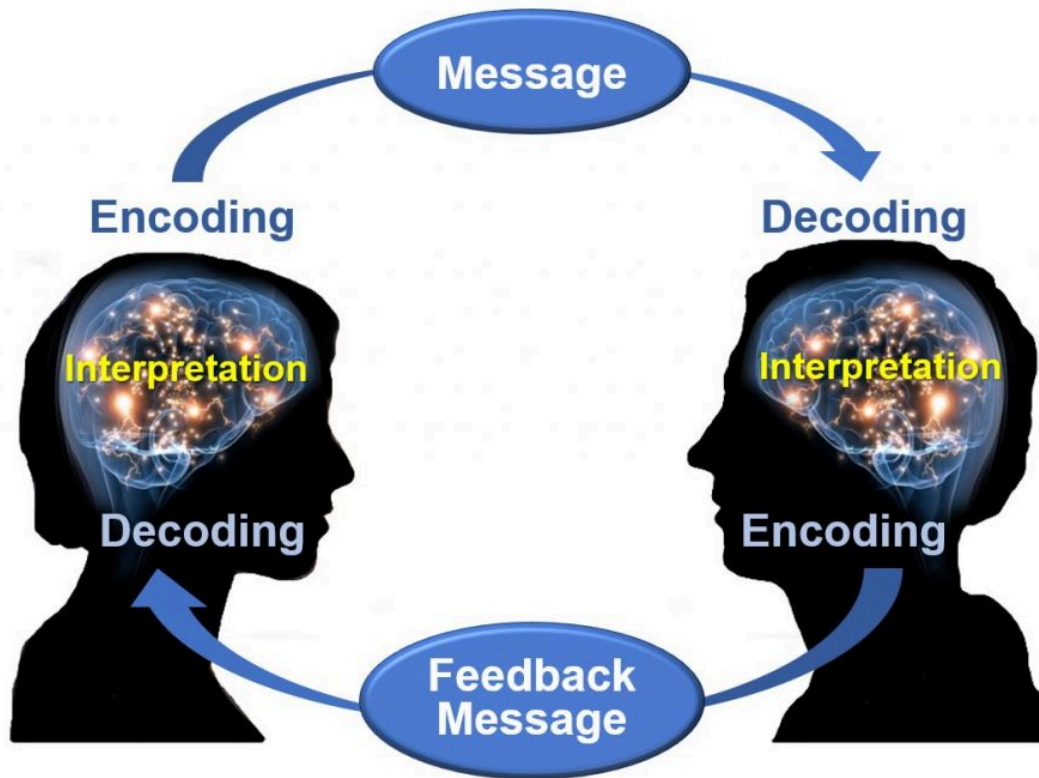 Message
Encoding
Decoding
Interpretation
Interpretation
Decoding
Encoding
Feedback
Message